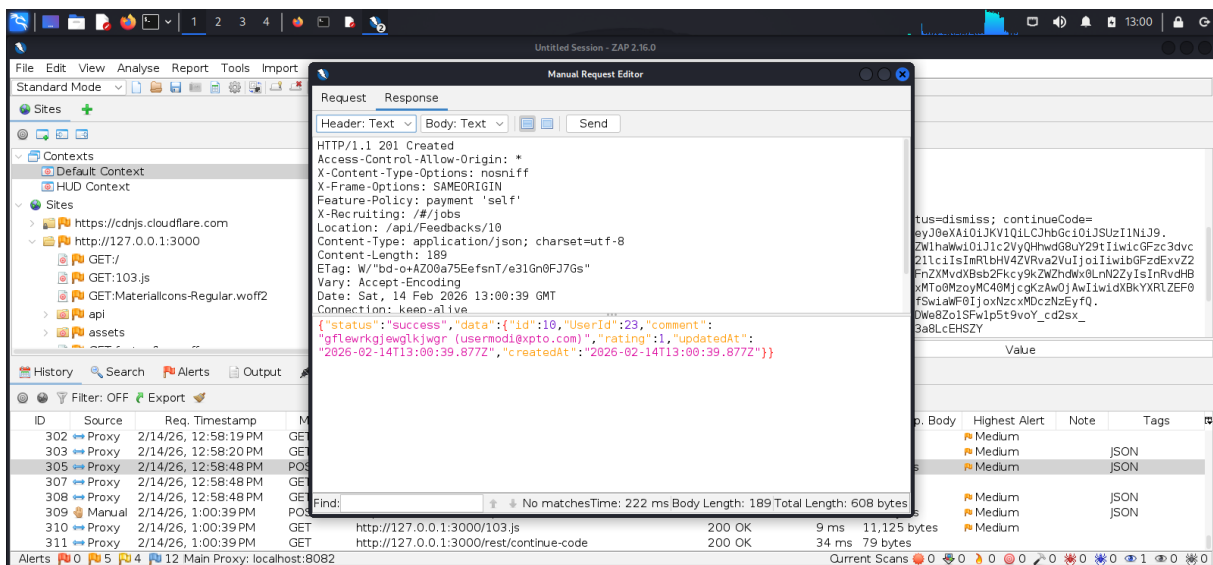 1 2 3 4 2 13:00
Untitled Session - ZAP 2.16.0
File Edit View Analyse Report Tools Import
Standard Mode
Sites
Contexts
Default Context
HUD Context
Sites
https://cdnjs.cloudflare.com
http://127.0.0.1:3000
GET:/
GET:103.js
GET:MaterialIcons-Regular.woff2
api
assets
Manual Request Editor
Request Response
Header: Text Body: Text Send
HTTP/1.1 201 Created
Access-Control-Allow-Origin: *
X-Content-Type-Options: nosniff
X-Frame-Options: SAMEORIGIN
Feature-Policy: payment 'self'
X-Recruiting: /#/jobs
Location: /api/Feedbacks/10
Content-Type: application/json; charset=utf-8
Content-Length: 189
ETag: W/"bd-o+AZO0a75EefsnT/e31Gn0FJ7Gs"
Vary: Accept-Encoding
Date: Sat, 14 Feb 2026 13:00:39 GMT
Connection: keep-alive
{"status":"success","data":{"id":10,"UserId":23,"comment":
"gflewrkgjewglkjwgr (usermodi@xpto.com)","rating":1,"updatedAt":
"2026-02-14T13:00:39.877Z","createdAt":"2026-02-14T13:00:39.877Z"}}
Find: No matches Time: 222 ms Body Length: 189 Total Length: 608 bytes
tus=dismiss; continueCode=
eyJ0eXAiOiJKV1QiLCJhbGciOiJSUzI1NiJ9.
Value
History Search Alerts Output
Filter: OFF Export
ID Source Req. Timestamp M p. Body Highest Alert Note Tags
302 Proxy 2/14/26, 12:58:19 PM GET Medium
303 Proxy 2/14/26, 12:58:20 PM GET Medium JSON
305 Proxy 2/14/26, 12:58:48 PM POS s Medium JSON
307 Proxy 2/14/26, 12:58:48 PM GET
308 Proxy 2/14/26, 12:58:48 PM GET Medium JSON
309 Manual 2/14/26, 1:00:39 PM POS s Medium JSON
310 Proxy 2/14/26, 1:00:39 PM GET http://127.0.0.1:3000/103.js 200 OK 9 ms 11,125 bytes Medium
311 Proxy 2/14/26, 1:00:39 PM GET http://127.0.0.1:3000/rest/continue-code 200 OK 34 ms 79 bytes
Alerts 0 5 4 12 Main Proxy: localhost:8082 Current Scans 0 0 0 0 0 0 0 1 0 0